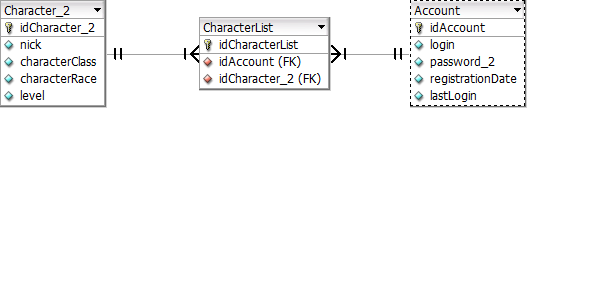 Character_2
idCharacter_2
nick
characterClass
characterRace
level
CharacterList
idCharacterList
idAccount (FK)
idCharacter_2 (FK)
Account
idAccount
login
password_2
registrationDate
lastLogin